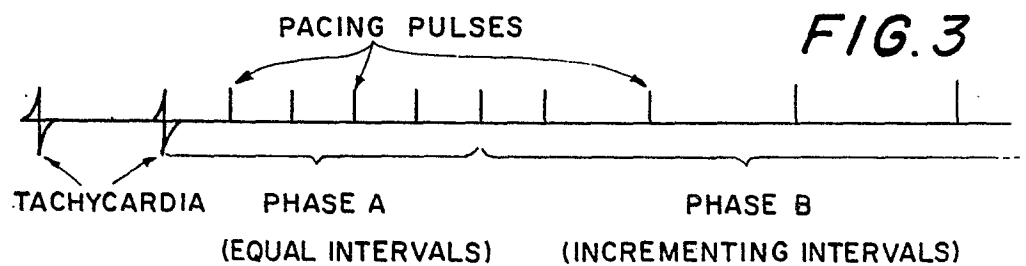 PACING PULSES
FIG.3
TACHYCARDIA
PHASE A
(EQUAL INTERVALS)
PHASE B
(INCREMENTING INTERVALS)